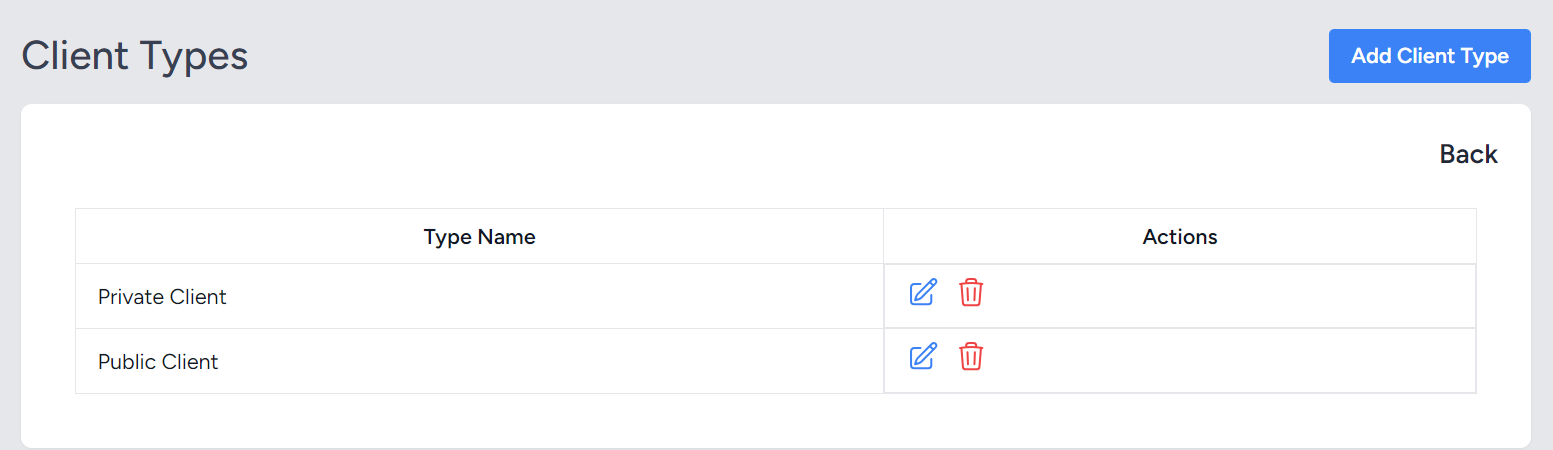 Client Types
Add Client Type
Back
Type Name
Actions
Private Client
Public Client